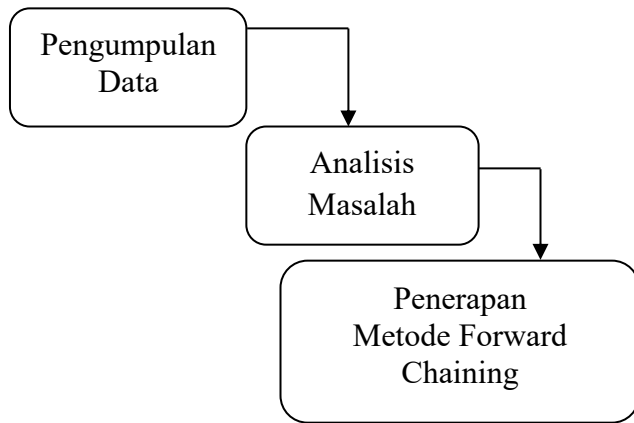 Pengumpulan
Data
Analisis
Masalah
Penerapan
Metode Forward
Chaining